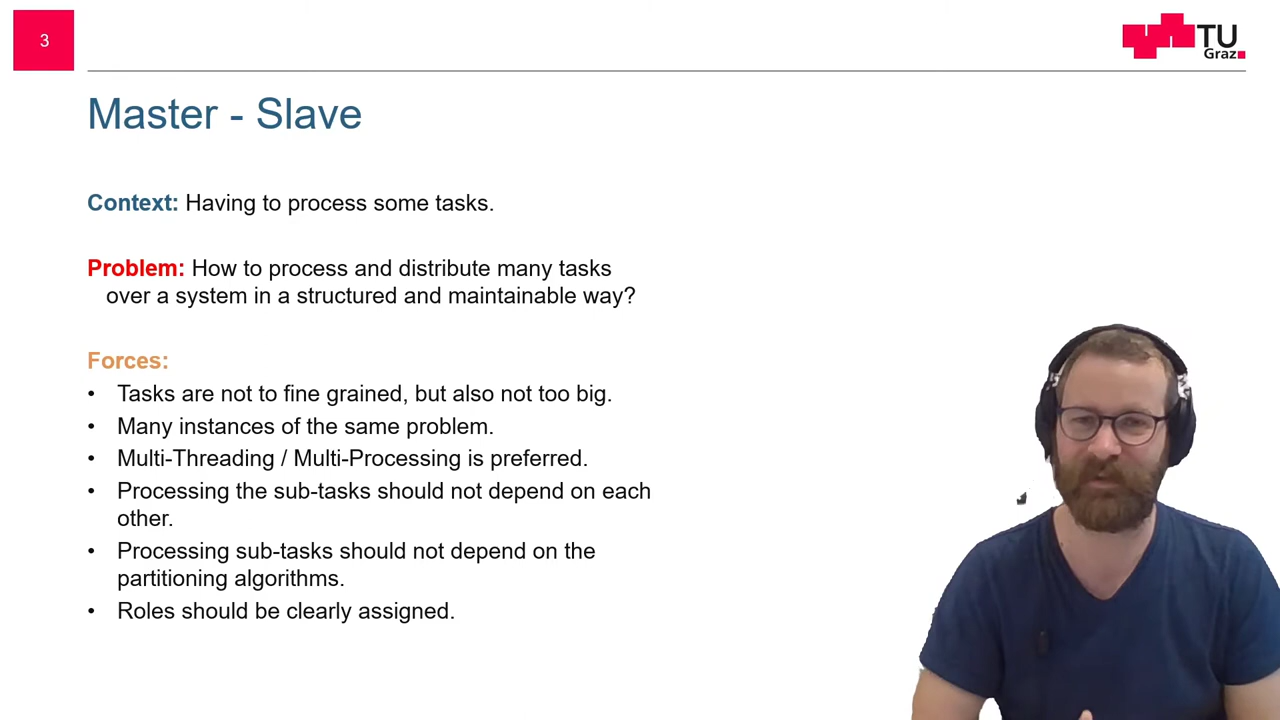 3
TU
Graz
Master - Slave
Context: Having to process some tasks.
Problem: How to process and distribute many tasks
over a system in a structured and maintainable way?
Forces:
• Tasks are not to fine grained, but also not too big.
• Many instances of the same problem.
• Multi-Threading / Multi-Processing is preferred.
• Processing the sub-tasks should not depend on each
other.
• Processing sub-tasks should not depend on the
partitioning algorithms.
• Roles should be clearly assigned.